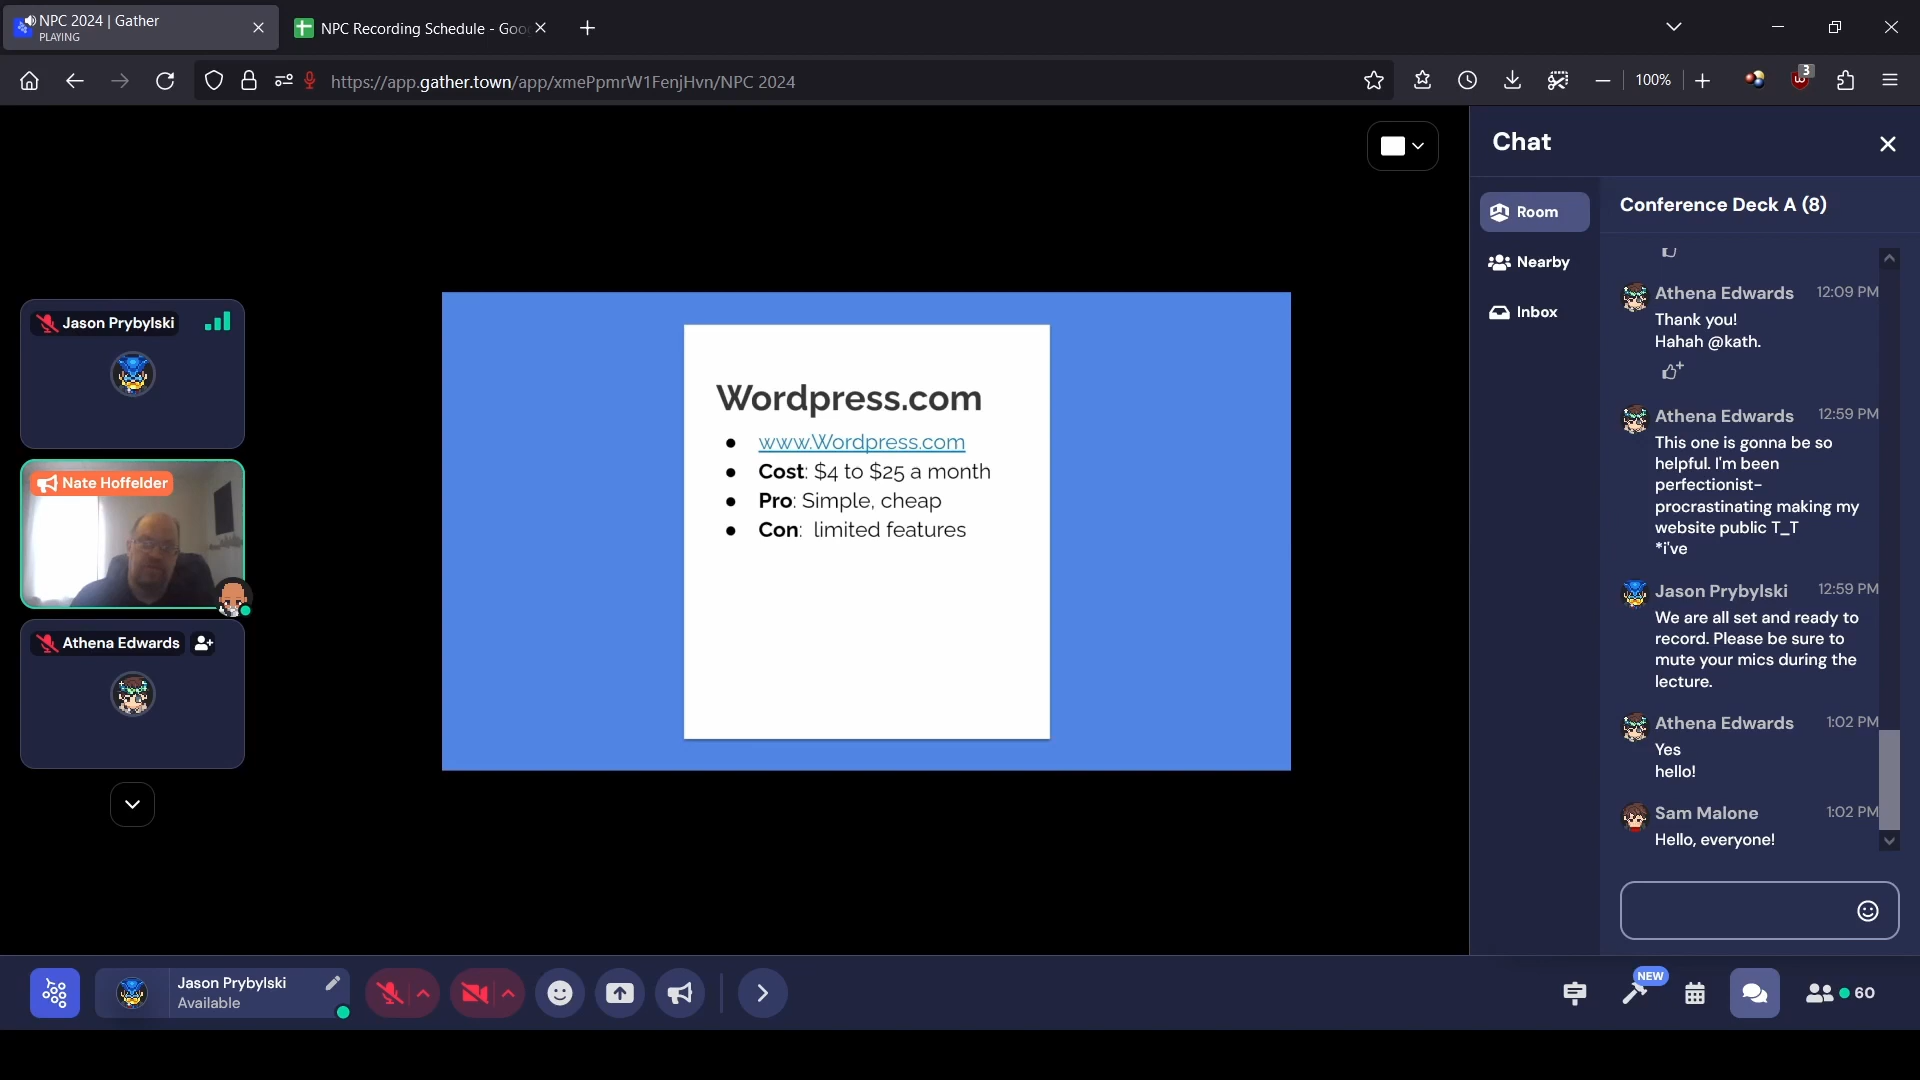 NPC 2024 | Gather
PLAYING
NPC Recording Schedule - Goo
https://app.gather.town/app/xmePpmrW1FenjHvn/NPC 2024
100%
3
Jason Prybylski
Nate Hoffelder
Athena Edwards
Wordpress.com
www.Wordpress.com
Cost: $4 to $25 a month
Pro: Simple, cheap
Con: limited features
Chat
Room
Nearby
Inbox
Conference Deck A (8)
Athena Edwards 12:09 PM
Thank you!
Hahah @kath.
Athena Edwards 12:59 PM
This one is gonna be so
helpful. I'm been
perfectionist-
procrastinating making my
website public T_T
*i've
Jason Prybylski 12:59 PM
We are all set and ready to
record. Please be sure to
mute your mics during the
lecture.
Athena Edwards 1:02 PM
Yes
hello!
Sam Malone 1:02 PM
Hello, everyone!
Jason Prybylski
Available
NEW
60